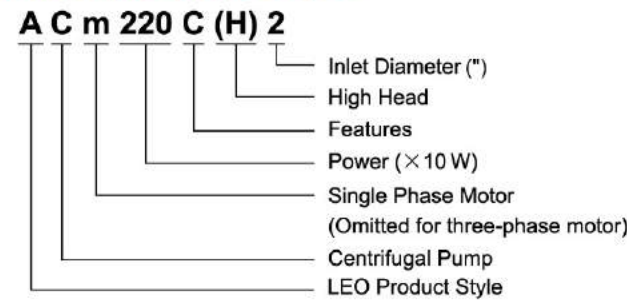 A C m 220 C (H) 2
Inlet Diameter (")
High Head
Features
Power (×10 W)
Single Phase Motor
(Omitted for three-phase motor)
Centrifugal Pump
LEO Product Style